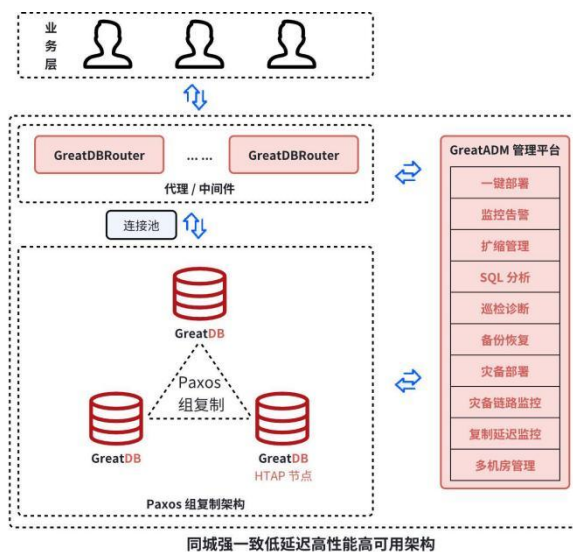 业
务
层
GreatDBRouter
... ...
GreatDBRouter
代理 / 中间件
连接池
GreatDB
Paxos
组复制
GreatDB
GreatDB
HTAP 节点
Paxos 组复制架构
GreatADM 管理平台
一键部署
监控告警
扩缩管理
SQL 分析
巡检诊断
备份恢复
灾备部署
灾备链路监控
复制延迟监控
多机房管理
同城强一致低延迟高性能高可用架构